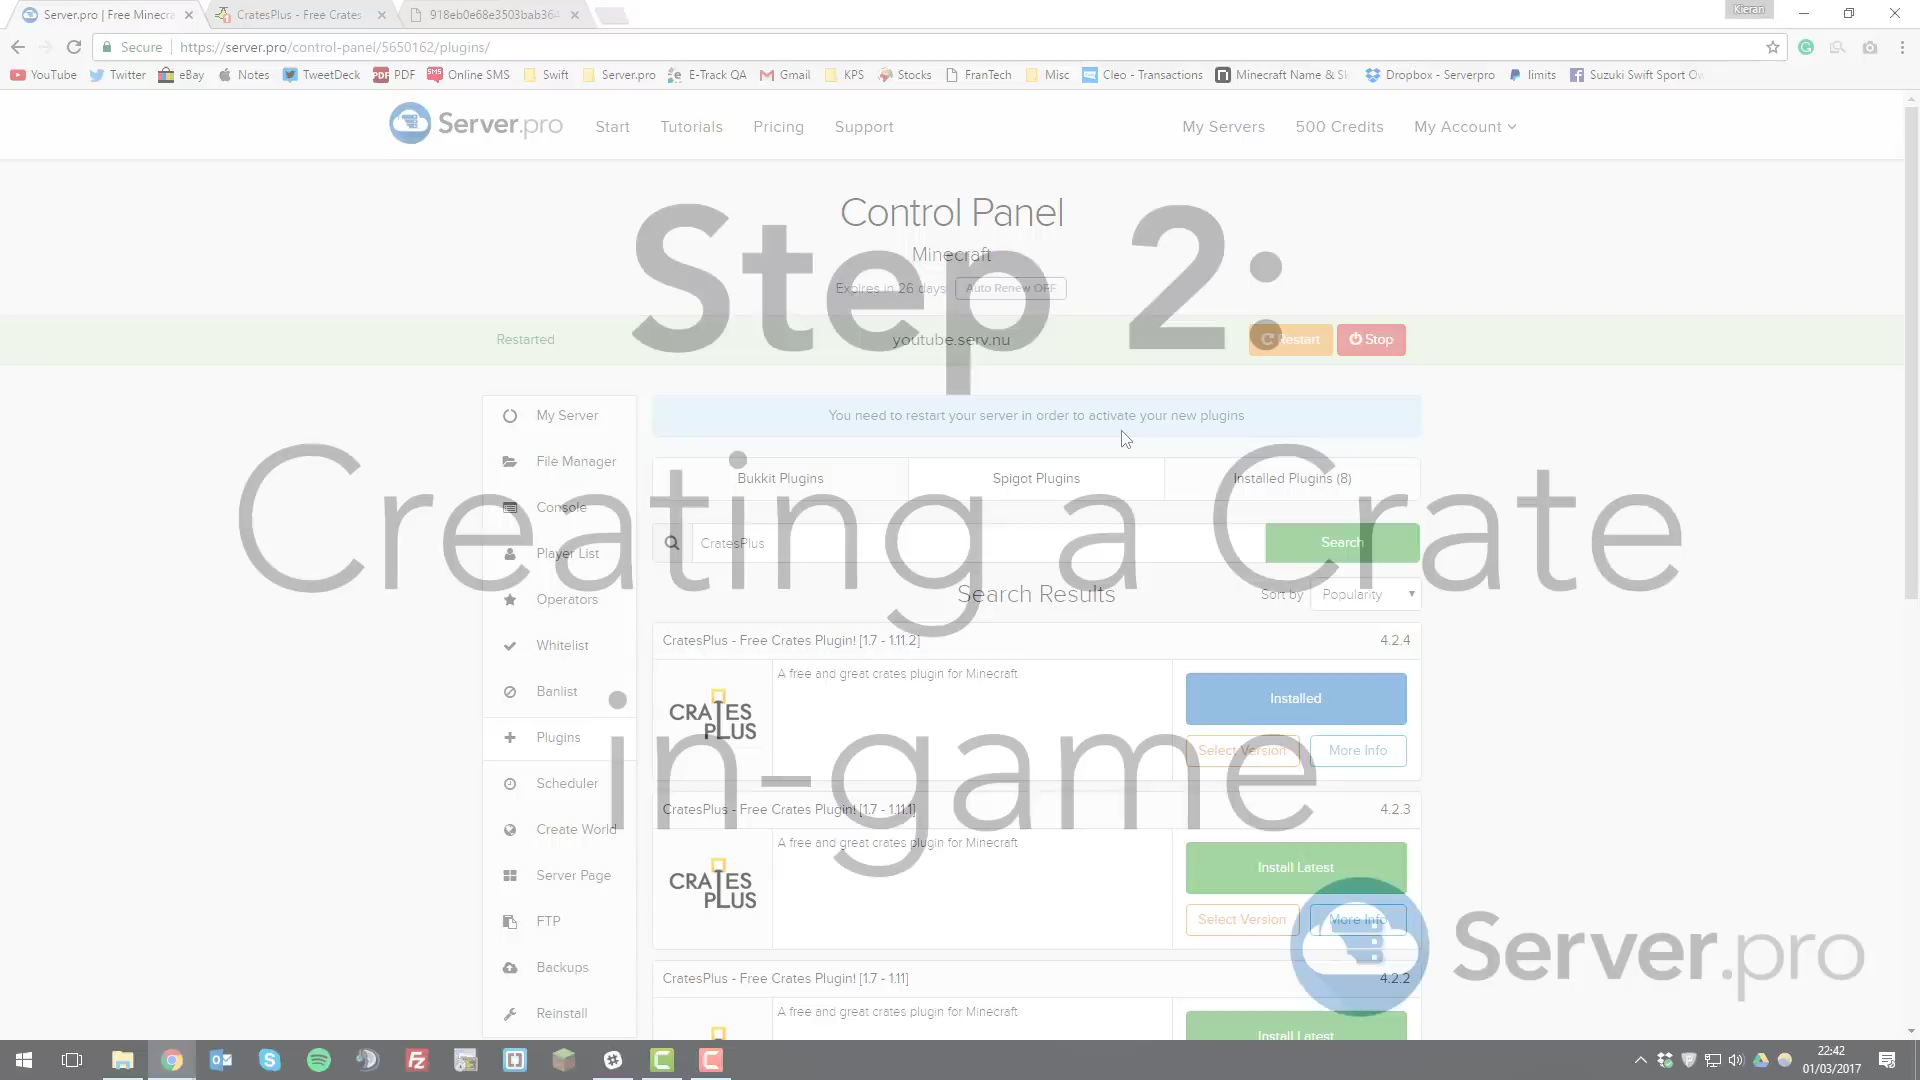 Server.pro | Free Minecra
CratesPlus - Free Crates
918eb0e68e3503bab364
Kieran
Secure
https://server.pro/control-panel/5650162/plugins/
YouTube
Twitter
eBay
Notes
TweetDeck
PDF
PDF
SMS
Online SMS
Swift
Server.pro
E-Track QA
Gmail
KPS
Stocks
FranTech
Misc
Cleo - Transactions
Minecraft Name & Sk
Dropbox - Serverpro
limits
Suzuki Swift Sport Ow
Server.pro
Start
Tutorials
Pricing
Support
My Servers
500 Credits
My Account
Control Panel
Minecraft
Expires in 26 days
Auto Renew OFF
Step 2:
Restarted
youtube.serv.nu
Restart
Stop
You need to restart your server in order to activate your new plugins
Bukkit Plugins
Spigot Plugins
Installed Plugins (8)
Creating a Crate
CratesPlus
Search
Search Results
Sort by
Popularity
My Server
File Manager
Console
Player List
Operators
Whitelist
Banlist
Plugins
Scheduler
Create World
Server Page
FTP
Backups
Reinstall
CratesPlus - Free Crates Plugin! [1.7 - 1.11.2]
4.2.4
A free and great crates plugin for Minecraft
CRATES
PLUS
Installed
Select Version
More Info
in-game
CratesPlus - Free Crates Plugin! [1.7 - 1.11.1]
4.2.3
A free and great crates plugin for Minecraft
CRATES
PLUS
Install Latest
Select Version
More Info
CratesPlus - Free Crates Plugin! [1.7 - 1.11]
4.2.2
A free and great crates plugin for Minecraft
Install Latest
Server.pro
22:42
01/03/2017